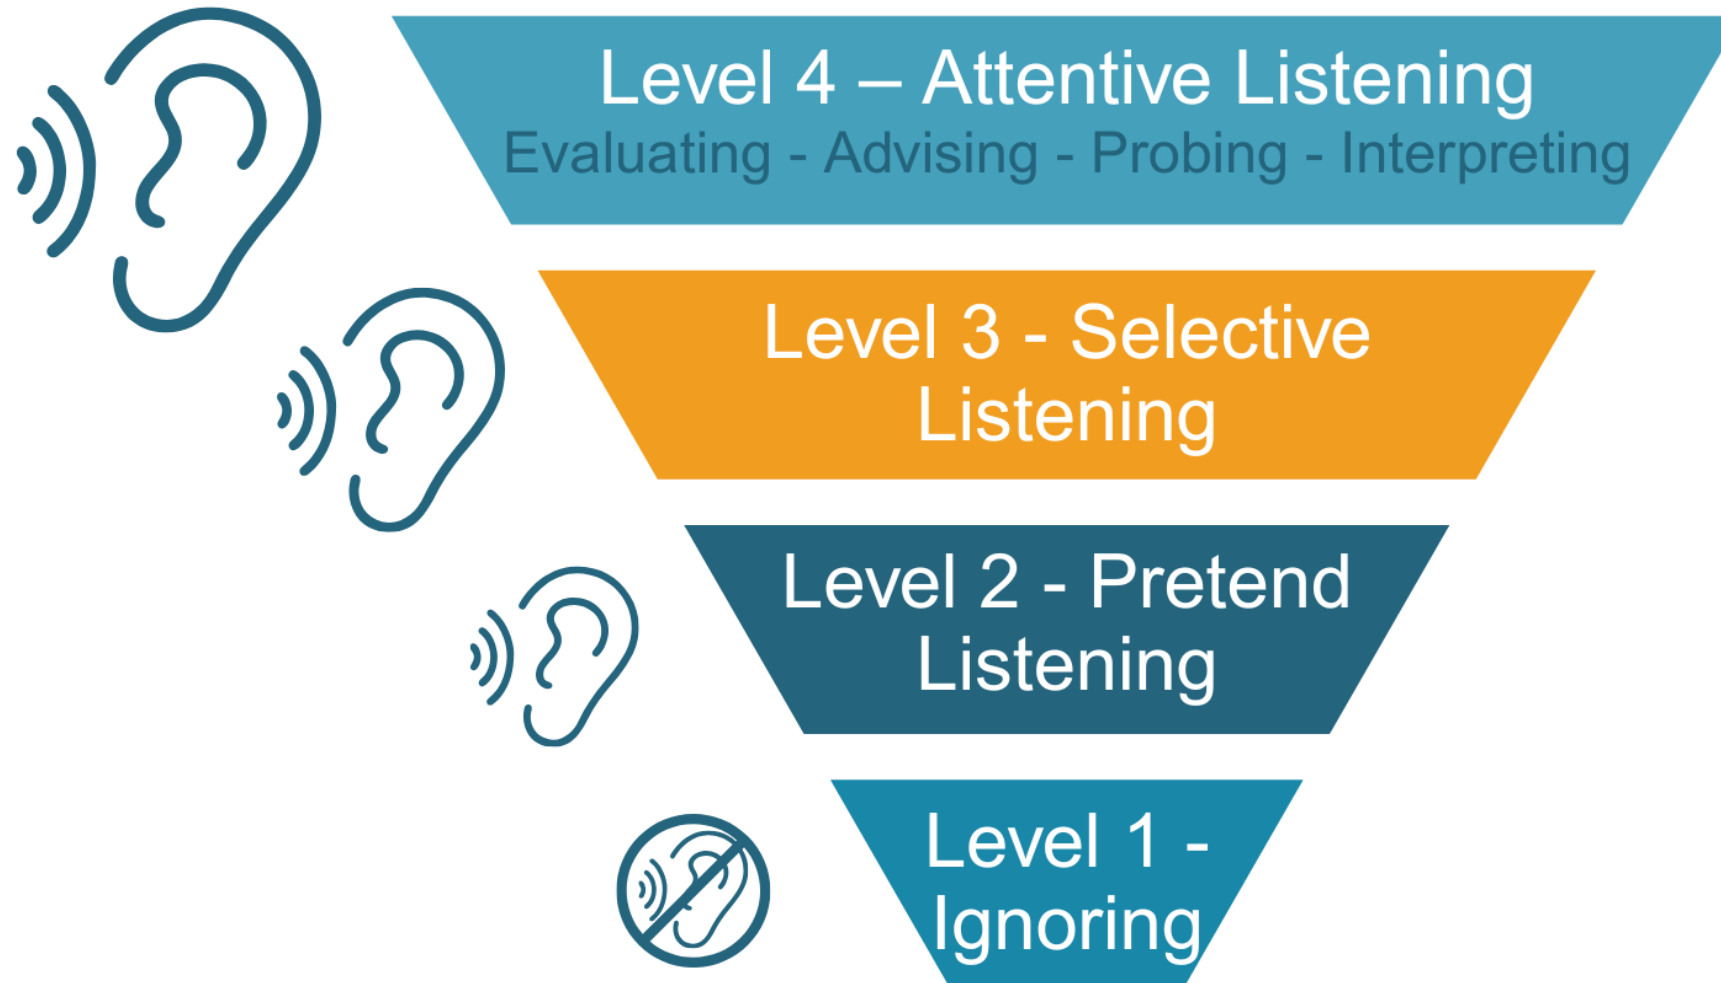 Level 4 – Attentive Listening
Evaluating - Advising - Probing - Interpreting
Level 3 - Selective
Listening
Level 2 - Pretend
Listening
Level 1 -
Ignoring